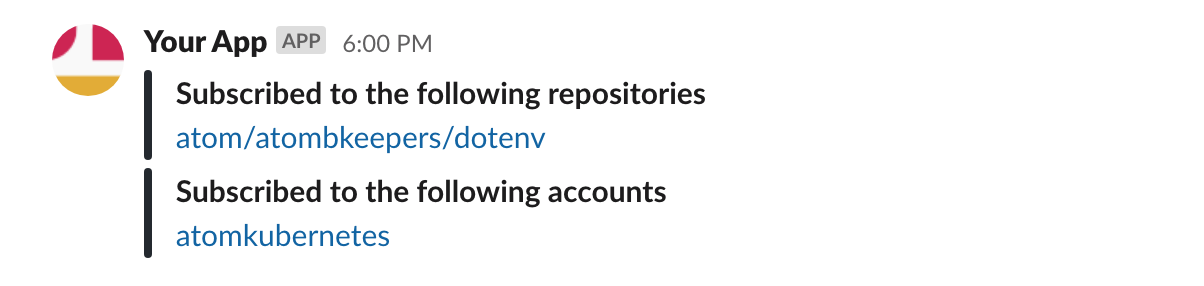 Your App APP 6:00 PM
Subscribed to the following repositories
atom/atombkeepers/dotenv
Subscribed to the following accounts
atomkubernetes